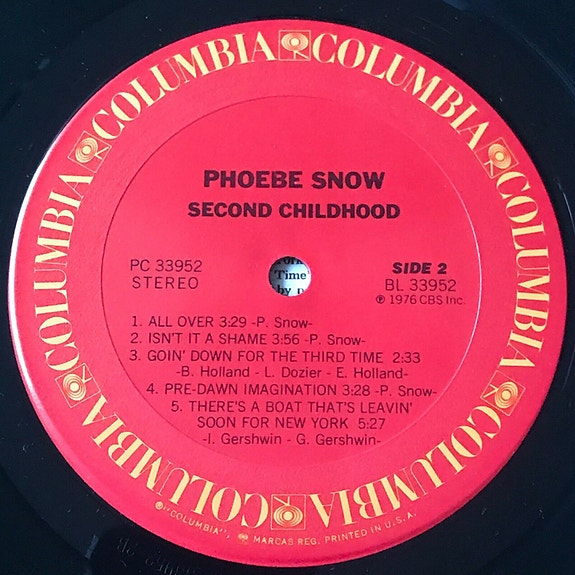 COLUMBIA COLUMBIA COLUMBIA COLUMBIA COLUMBIA COLUMBIA
PHOEBE SNOW
SECOND CHILDHOOD
PC 33952
STEREO
Time
by
SIDE 2
BL 33952
℗ 1976 CBS Inc.
1. ALL OVER 3:29 -P. Snow-
2. ISN'T IT A SHAME 3:56 -P. Snow-
3. GOIN' DOWN FOR THE THIRD TIME 2:33
-B. Holland - L. Dozier - E. Holland-
4. PRE-DAWN IMAGINATION 3:28 -P. Snow-
5. THERE'S A BOAT THAT'S LEAVIN'
SOON FOR NEW YORK 5:27
-I. Gershwin - G. Gershwin-
®"COLUMBIA", MARCAS REG. PRINTED IN U.S.A.